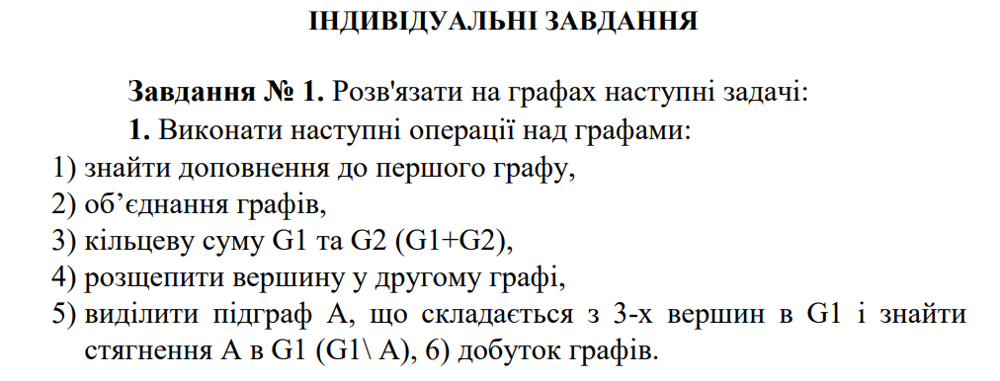 ІНДИВІДУАЛЬНІ ЗАВДАННЯ
Завдання № 1. Розв'язати на графах наступні задачі:
1. Виконати наступні операції над графами:
1) знайти доповнення до першого графу,
2) об’єднання графів,
3) кільцеву суму G1 та G2 (G1+G2),
4) розщепити вершину у другому графі,
5) виділити підграф А, що складається з 3-х вершин в G1 і знайти
стягнення А в G1 (G1\ A), 6) добуток графів.